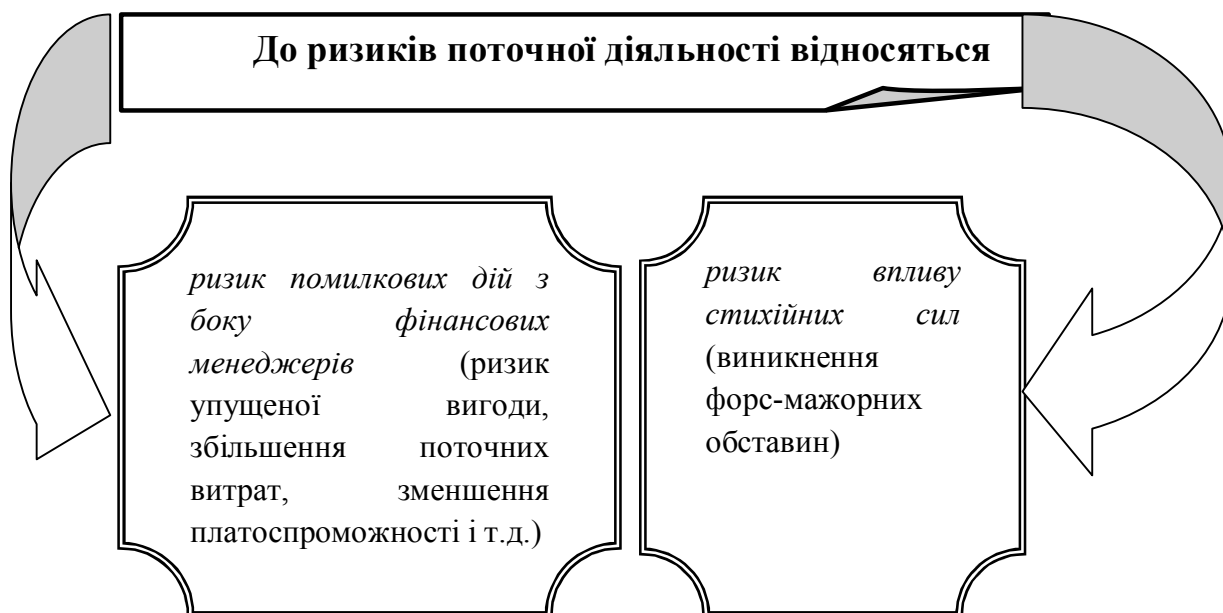 До ризиків поточної діяльності відносяться
ризик помилкових дій з
боку фінансових
менеджерів (ризик
упущеної вигоди,
збільшення поточних
витрат, зменшення
платоспроможності і т.д.)
ризик впливу
стихійних сил
(виникнення
форс-мажорних
обставин)